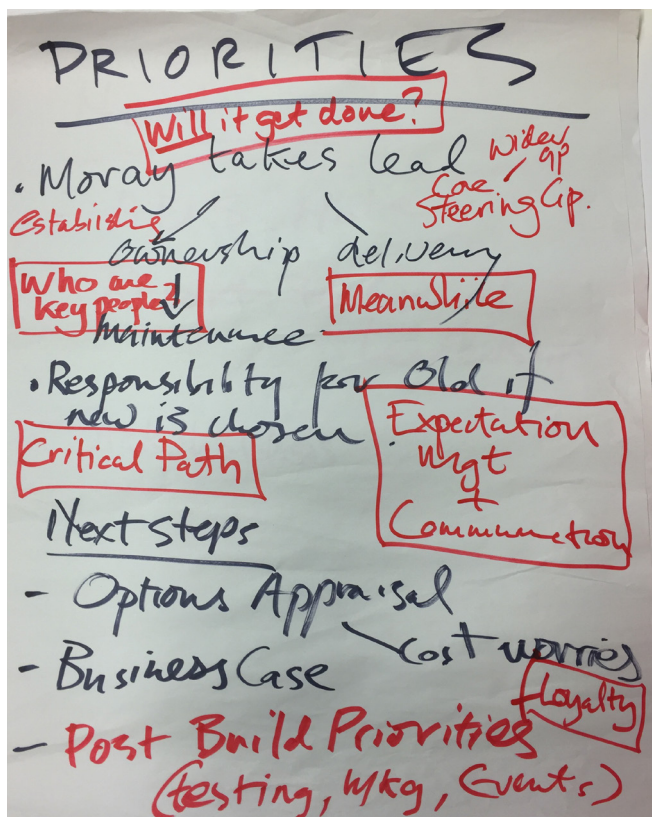 PRIORITIES
Will it get done?
• Moray takes lead
Wider Gp
Core
Steering Gp.
Establishing
Ownership delivery
Who are
key people?
Meanwhile
Maintenance
• Responsibility for Old if
new is chosen
Expectation
Mgt
+
Communication
Critical Path
Next steps
- Options Appraisal
cost worries
- Business Case
+ Loyalty
- Post Build Priorities
(testing, Mkg, Events)